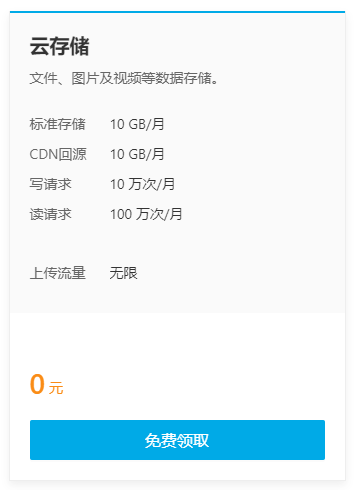 云存储
文件、图片及视频等数据存储。
标准存储 10 GB/月
CDN回源 10 GB/月
写请求 10 万次/月
读请求 100 万次/月
上传流量 无限
0 元
免费领取